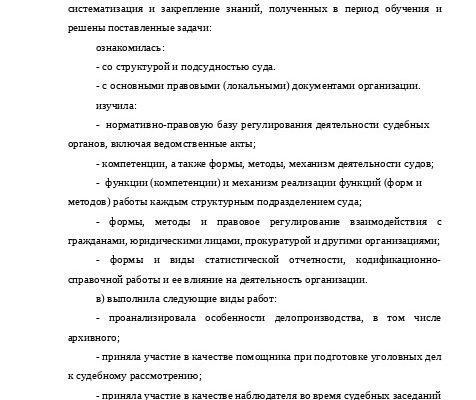 систематизация и закрепление знаний, полученных в период обучения и
решены поставленные задачи:
ознакомилась:
- со структурой и подсудностью суда.
- с основными правовыми (локальными) документами организации.
изучила:
- нормативно-правовую базу регулирования деятельности судебных
органов, включая ведомственные акты;
- компетенции, а также формы, методы, механизм деятельности судов;
- функции (компетенции) и механизм реализации функций (форм и
методов) работы каждым структурным подразделением суда;
- формы, методы и правовое регулирование взаимодействия с
гражданами, юридическими лицами, прокуратурой и другими организациями;
- формы и виды статистической отчетности, кодификационно-
справочной работы и ее влияние на деятельность организации.
в) выполнила следующие виды работ:
- проанализировала особенности делопроизводства, в том числе
архивного;
- приняла участие в качестве помощника при подготовке уголовных дел
к судебному рассмотрению;
- приняла участие в качестве наблюдателя во время судебных заседаний